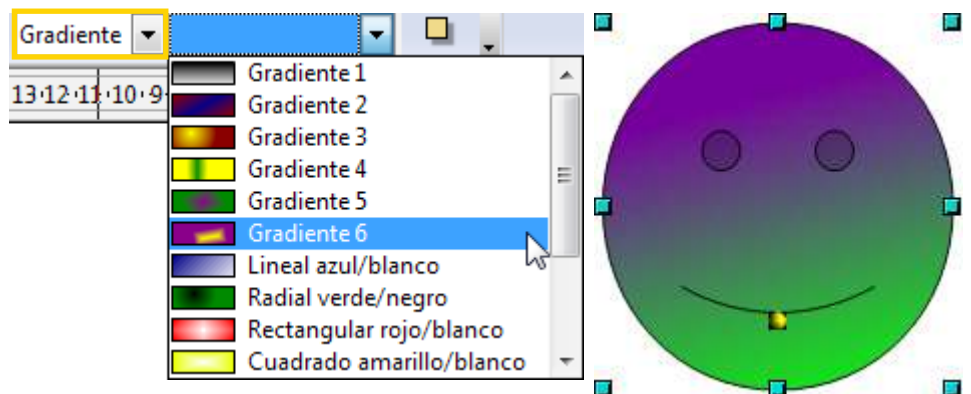 Gradiente
13·12·11·10·9·
Gradiente 1
Gradiente 2
Gradiente 3
Gradiente 4
Gradiente 5
Gradiente 6
Lineal azul/blanco
Radial verde/negro
Rectangular rojo/blanco
Cuadrado amarillo/blanco